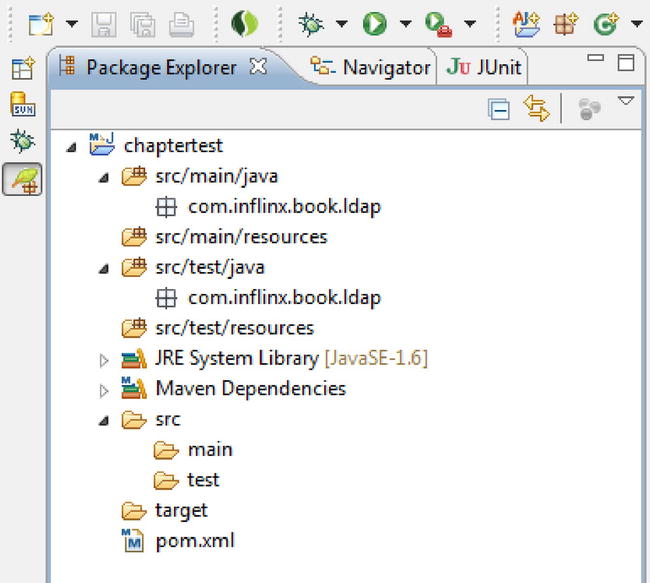 Package Explorer Navigator JU JUnit
SVN
chaptertest
src/main/java
com.inflinx.book.ldap
src/main/resources
src/test/java
com.inflinx.book.ldap
src/test/resources
JRE System Library [JavaSE-1.6]
Maven Dependencies
src
main
test
target
pom.xml